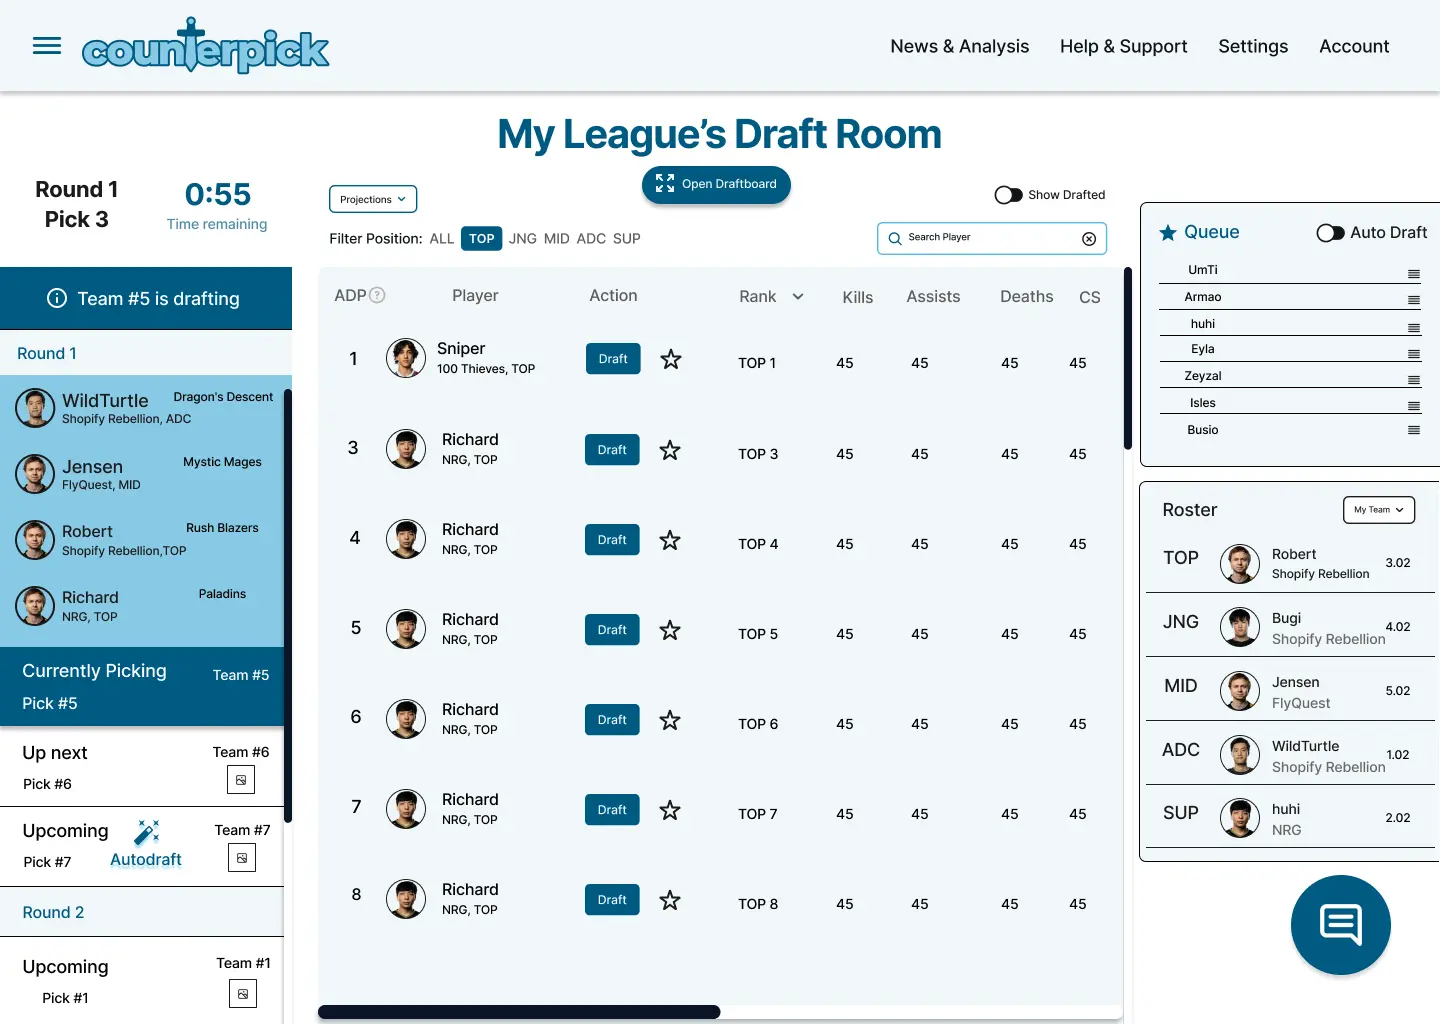 counterpick
News & Analysis
Help & Support
Settings
Account
My League's Draft Room
Round 1
Pick 3
0:55
Time remaining
Projections
Open Draftboard
Show Drafted
Filter Position: ALL TOP JNG MID ADC SUP
Search Player
Team #5 is drafting
Round 1
WildTurtle
Dragon's Descent
Shopify Rebellion, ADC
Jensen
Mystic Mages
FlyQuest, MID
Robert
Rush Blazers
Shopify Rebellion,TOP
Richard
Paladins
NRG, TOP
Currently Picking
Team #5
Pick #5
Up next
Team #6
Pick #6
Upcoming
Team #7
Pick #7
Autodraft
Round 2
Upcoming
Team #1
Pick #1
ADP ? Player Action Rank Kills Assists Deaths CS
1 Sniper Draft TOP 1 45 45 45 45
100 Thieves, TOP
3 Richard Draft TOP 3 45 45 45 45
NRG, TOP
4 Richard Draft TOP 4 45 45 45 45
NRG, TOP
5 Richard Draft TOP 5 45 45 45 45
NRG, TOP
6 Richard Draft TOP 6 45 45 45 45
NRG, TOP
7 Richard Draft TOP 7 45 45 45 45
NRG, TOP
8 Richard Draft TOP 8 45 45 45 45
NRG, TOP
Queue
Auto Draft
UmTi
Armao
huhi
Eyla
Zeyzal
Isles
Busio
Roster
My Team
TOP Robert 3.02
Shopify Rebellion
JNG Bugi 4.02
Shopify Rebellion
MID Jensen 5.02
FlyQuest
ADC WildTurtle 1.02
Shopify Rebellion
SUP huhi 2.02
NRG